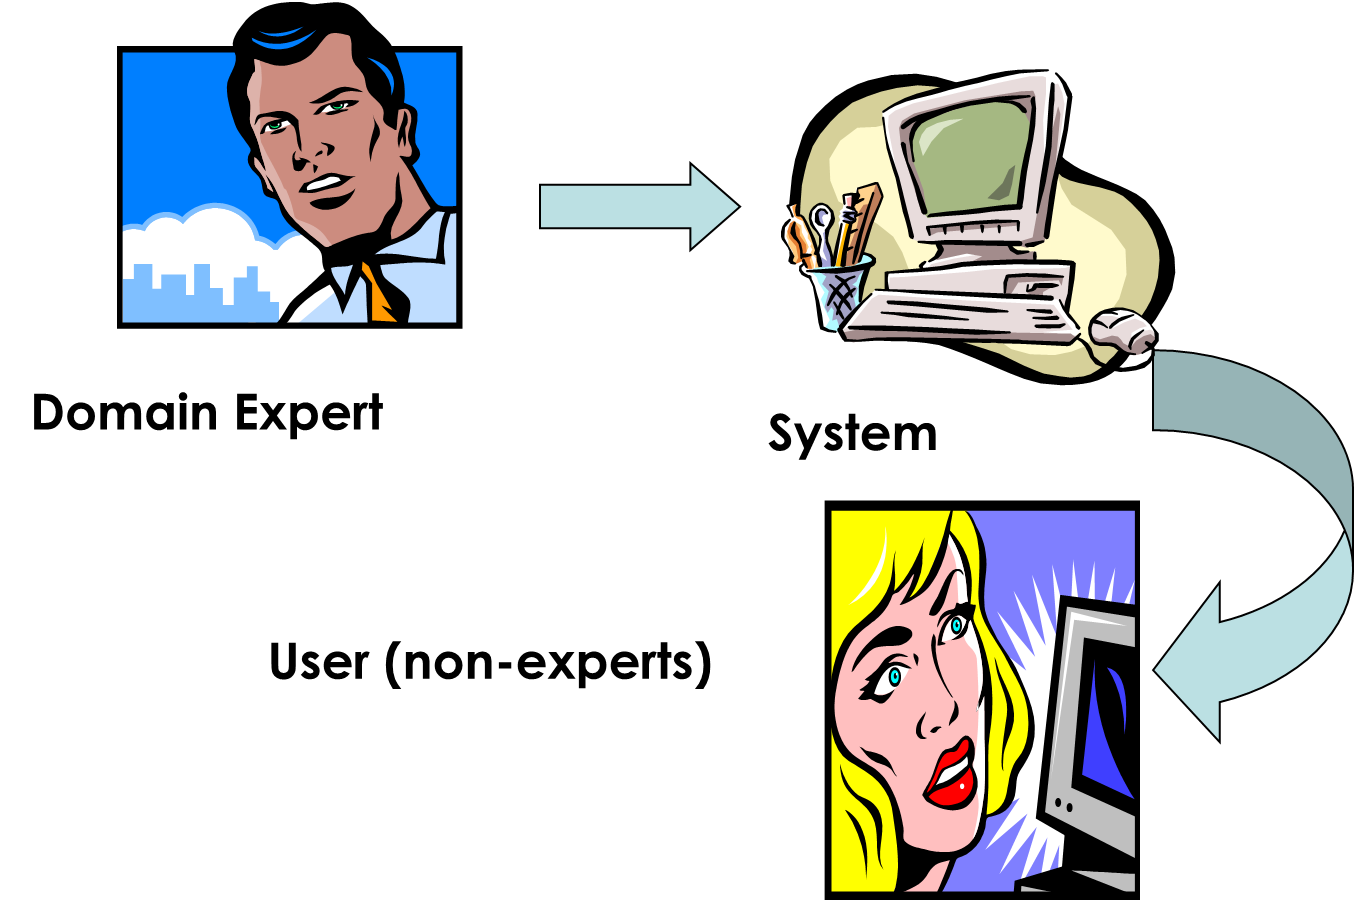 Domain Expert
System
User (non-experts)